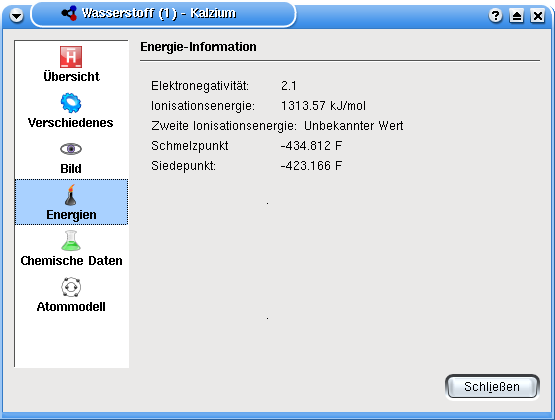 Wasserstoff (1) - Kalzium
Übersicht
Verschiedenes
Bild
Energien
Chemische Daten
Atommodell
Energie-Information
Elektronegativität: 2.1
Ionisationsenergie: 1313.57 kJ/mol
Zweite Ionisationsenergie: Unbekannter Wert
Schmelzpunkt -434.812 F
Siedepunkt: -423.166 F
.
.
Schließen